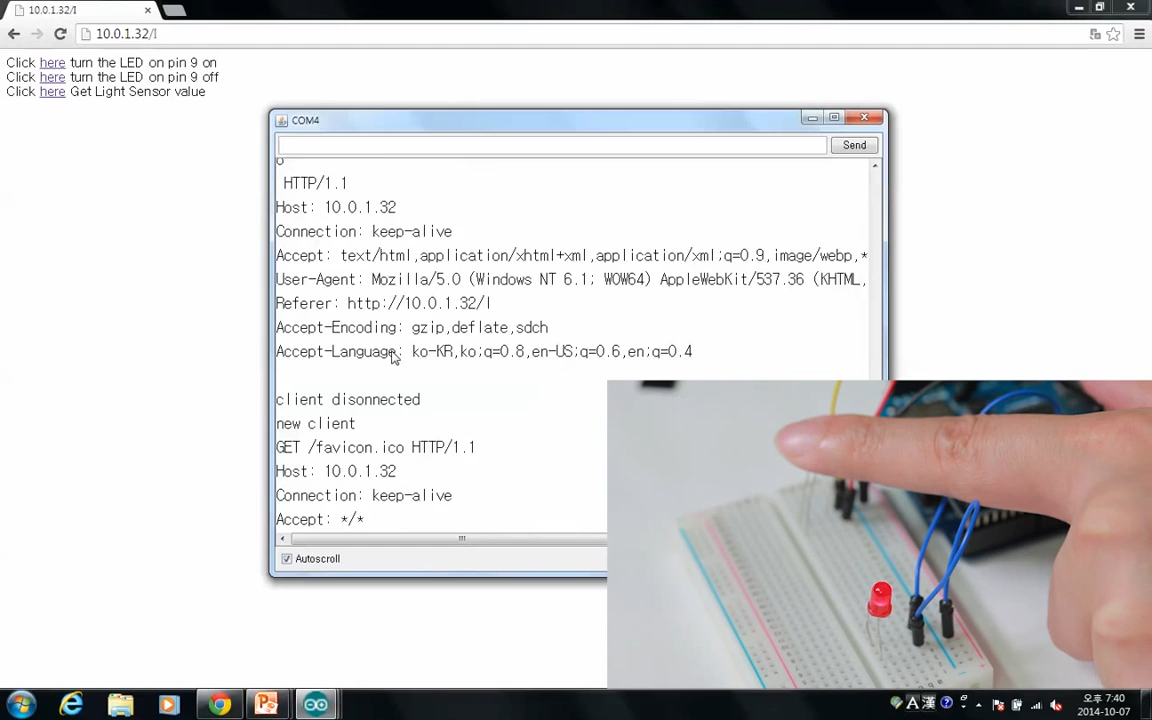 10.0.1.32/l
10.0.1.32/l
Click here turn the LED on pin 9 on
Click here turn the LED on pin 9 off
Click here Get Light Sensor value
COM4
Send
HTTP/1.1
Host: 10.0.1.32
Connection: keep-alive
Accept: text/html,application/xhtml+xml,application/xml;q=0.9,image/webp,*
User-Agent: Mozilla/5.0 (Windows NT 6.1; WOW64) AppleWebKit/537.36 (KHTML,
Referer: http://10.0.1.32/l
Accept-Encoding: gzip,deflate,sdch
Accept-Language: ko-KR,ko;q=0.8,en-US;q=0.6,en;q=0.4
client disonnected
new client
GET /favicon.ico HTTP/1.1
Host: 10.0.1.32
Connection: keep-alive
Accept: */*
Autoscroll
A 漢
오후 7:40
2014-10-07